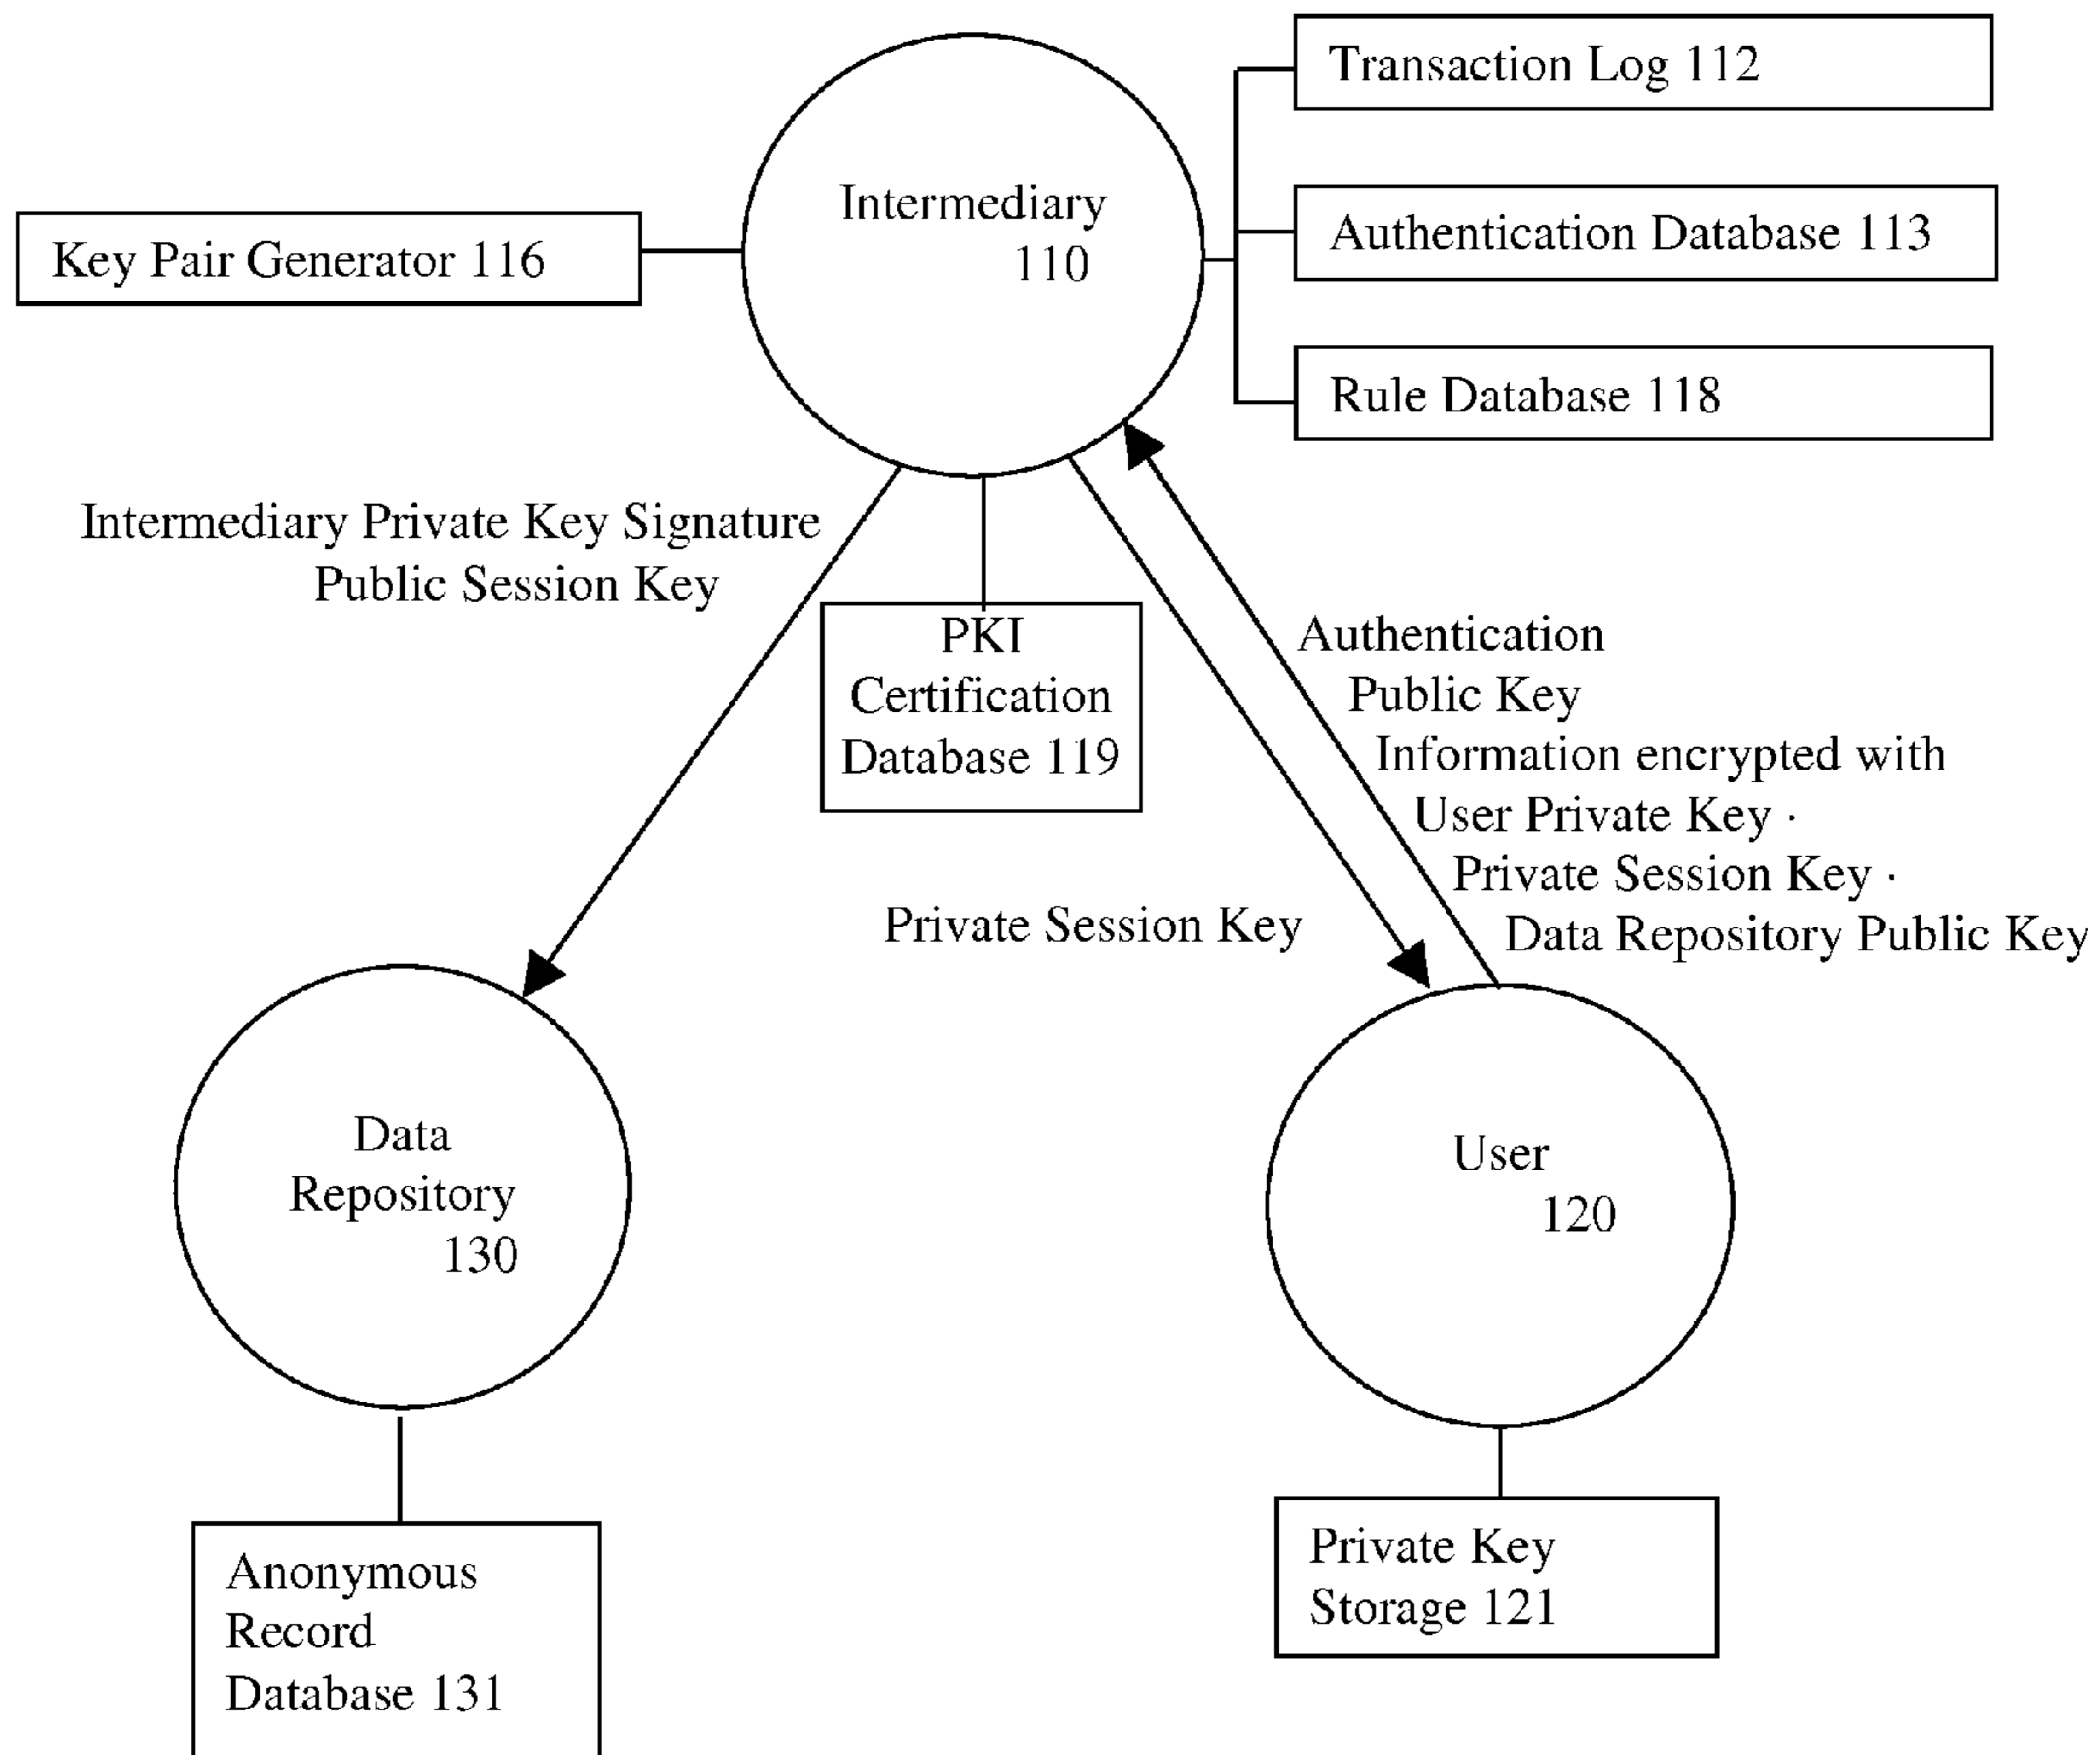 Transaction Log 112
Intermediary
110
Authentication Database 113
Key Pair Generator 116
Rule Database 118
Intermediary Private Key Signature
Public Session Key
PKI
Certification
Database 119
Authentication
Public Key
Information encrypted with
User Private Key ·
Private Session Key ·
Data Repository Public Key
Private Session Key
Data
Repository
130
User
120
Anonymous
Record
Database 131
Private Key
Storage 121